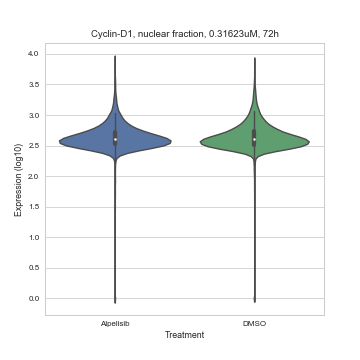 Cyclin-D1, nuclear fraction, 0.31623uM, 72h
4.0
3.5
3.0
2.5
2.0
1.5
1.0
0.5
0.0
Expression (log10)
Alpelisib
DMSO
Treatment